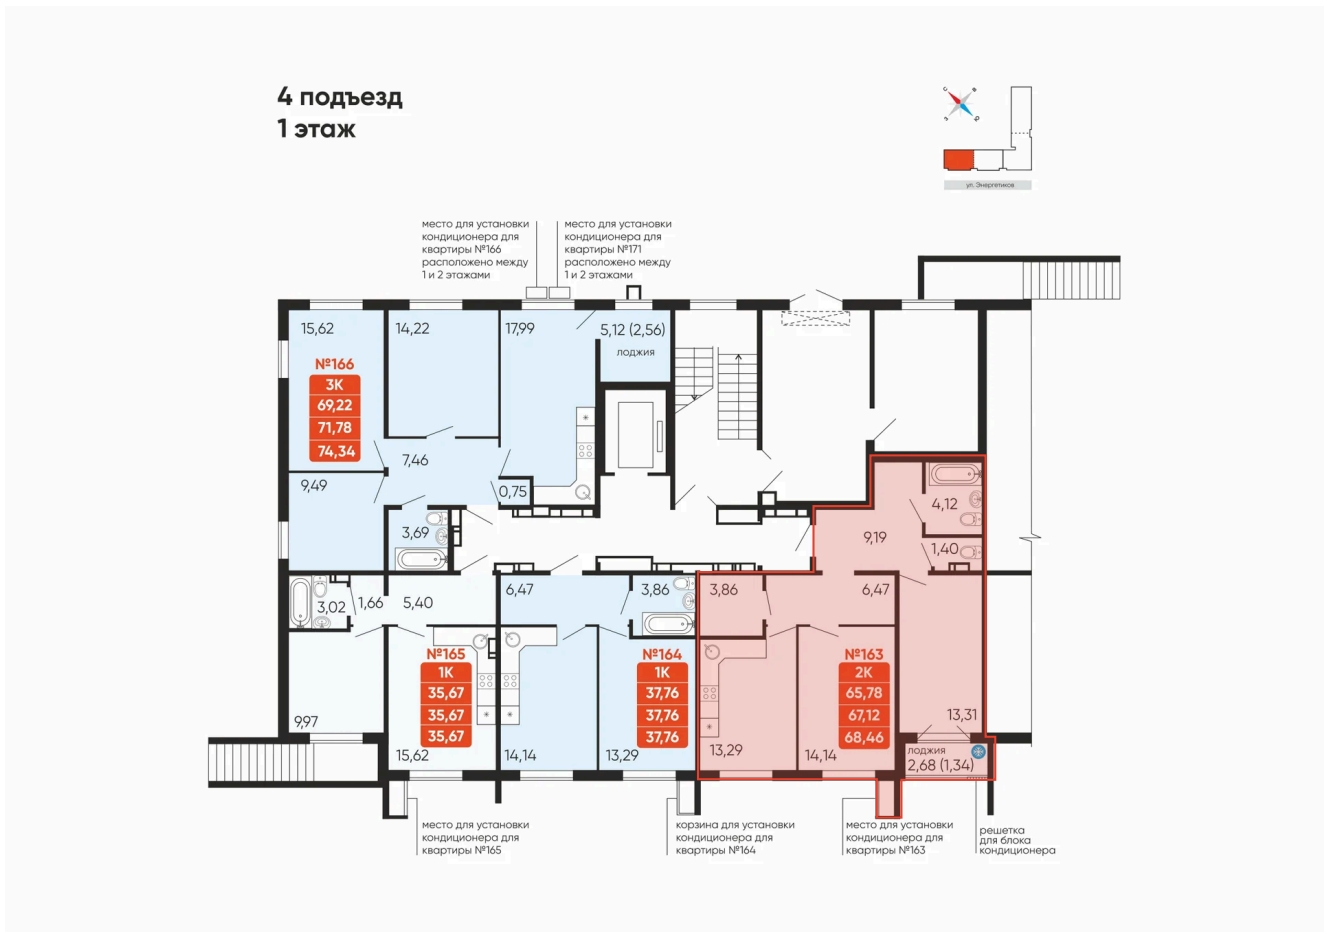 4 подъезд
1 этаж
С
В
З
Ю
ул. Энергетиков
место для установки
кондиционера для
квартиры №166
расположено между
1 и 2 этажами
место для установки
кондиционера для
квартиры №171
расположено между
1 и 2 этажами
15,62
14,22
17,99
5,12 (2,56)
лоджия
№166
3К
69,22
71,78
74,34
7,46
9,49
0,75
3,69
4,12
9,19
1,40
3,02
1,66
5,40
6,47
3,86
3,86
6,47
№165
1К
35,67
35,67
35,67
№164
1К
37,76
37,76
37,76
№163
2К
65,78
67,12
68,46
9,97
15,62
14,14
13,29
13,29
14,14
13,31
лоджия
2,68 (1,34)
место для установки
кондиционера для
квартиры №165
корзина для установки
кондиционера для
квартиры №164
место для установки
кондиционера для
квартиры №163
решетка
для блока
кондиционера